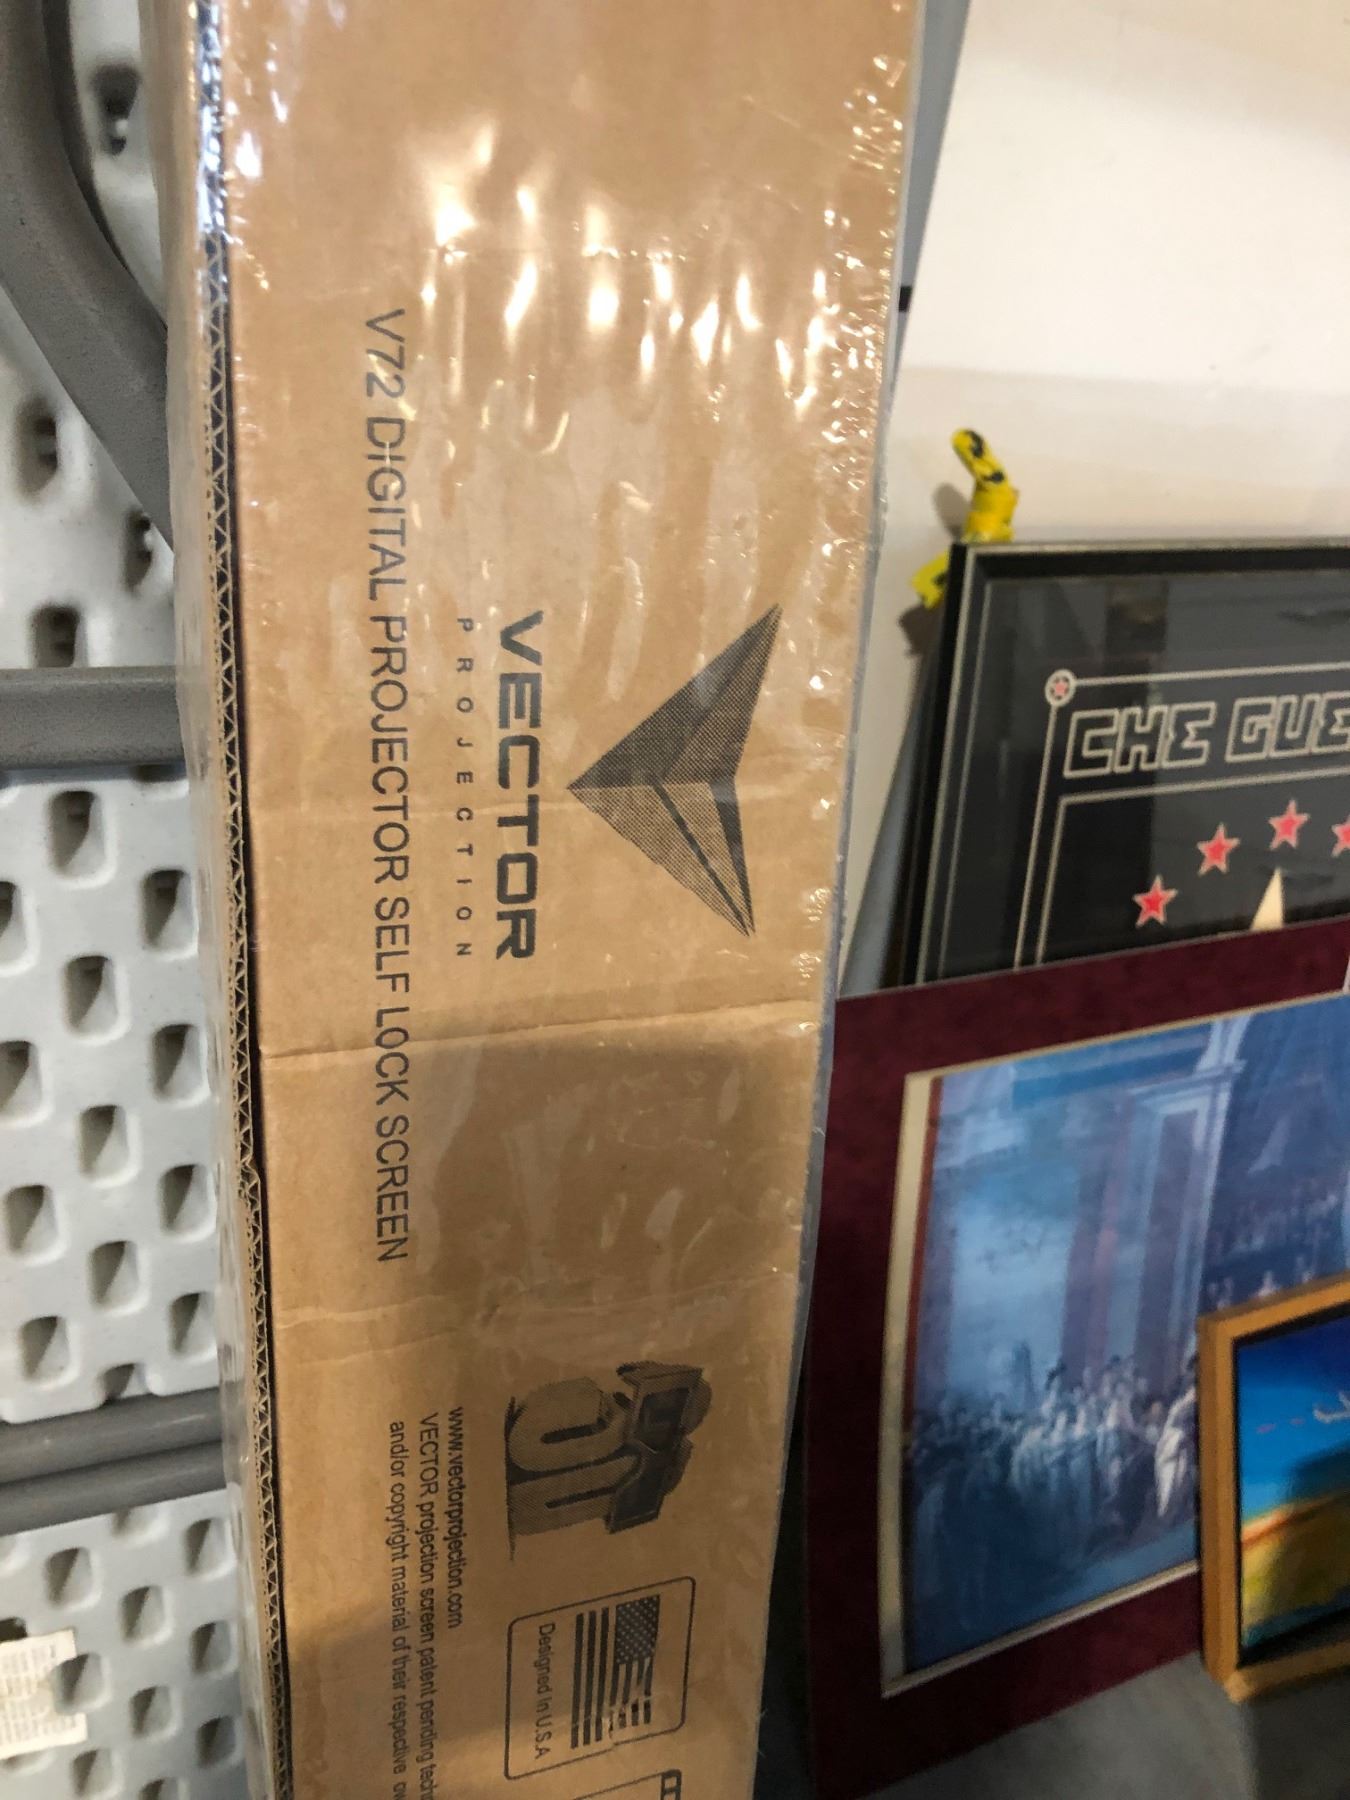 VECTOR
PROJECTION
V72 DIGITAL PROJECTOR SELF LOCK SCREEN
www.vectorprojection.com
VECTOR projection screen patent pending
and/or copyright material of their respective
Designed In U.S.A
CHE GUE